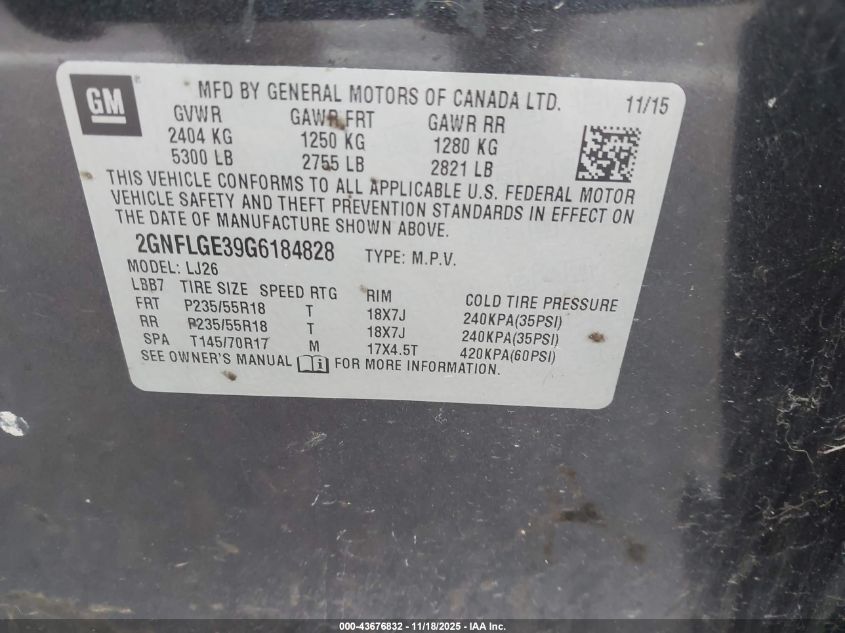 GM
MFD BY GENERAL MOTORS OF CANADA LTD. 11/15
GVWR GAWR FRT GAWR RR
2404 KG 1250 KG 1280 KG
5300 LB 2755 LB 2821 LB
THIS VEHICLE CONFORMS TO ALL APPLICABLE U.S. FEDERAL MOTOR
VEHICLE SAFETY AND THEFT PREVENTION STANDARDS IN EFFECT ON
THE DATE OF MANUFACTURE SHOWN ABOVE.
2GNFLGE39G6184828 TYPE: M.P.V.
MODEL: LJ26
LBB7 TIRE SIZE SPEED RTG RIM COLD TIRE PRESSURE
FRT P235/55R18 T 18X7J 240KPA(35PSI)
RR P235/55R18 T 18X7J 240KPA(35PSI)
SPA T145/70R17 M 17X4.5T 420KPA(60PSI)
SEE OWNER'S MANUAL i FOR MORE INFORMATION.
000-43676832 - 11/18/2025 - IAA Inc.